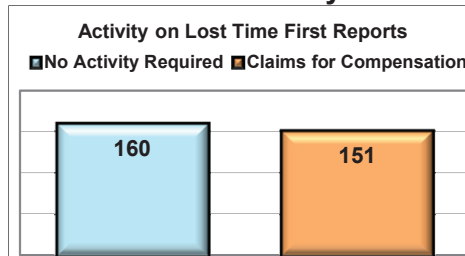 Activity on Lost Time First Reports
No Activity Required Claims for Compensation
160
151